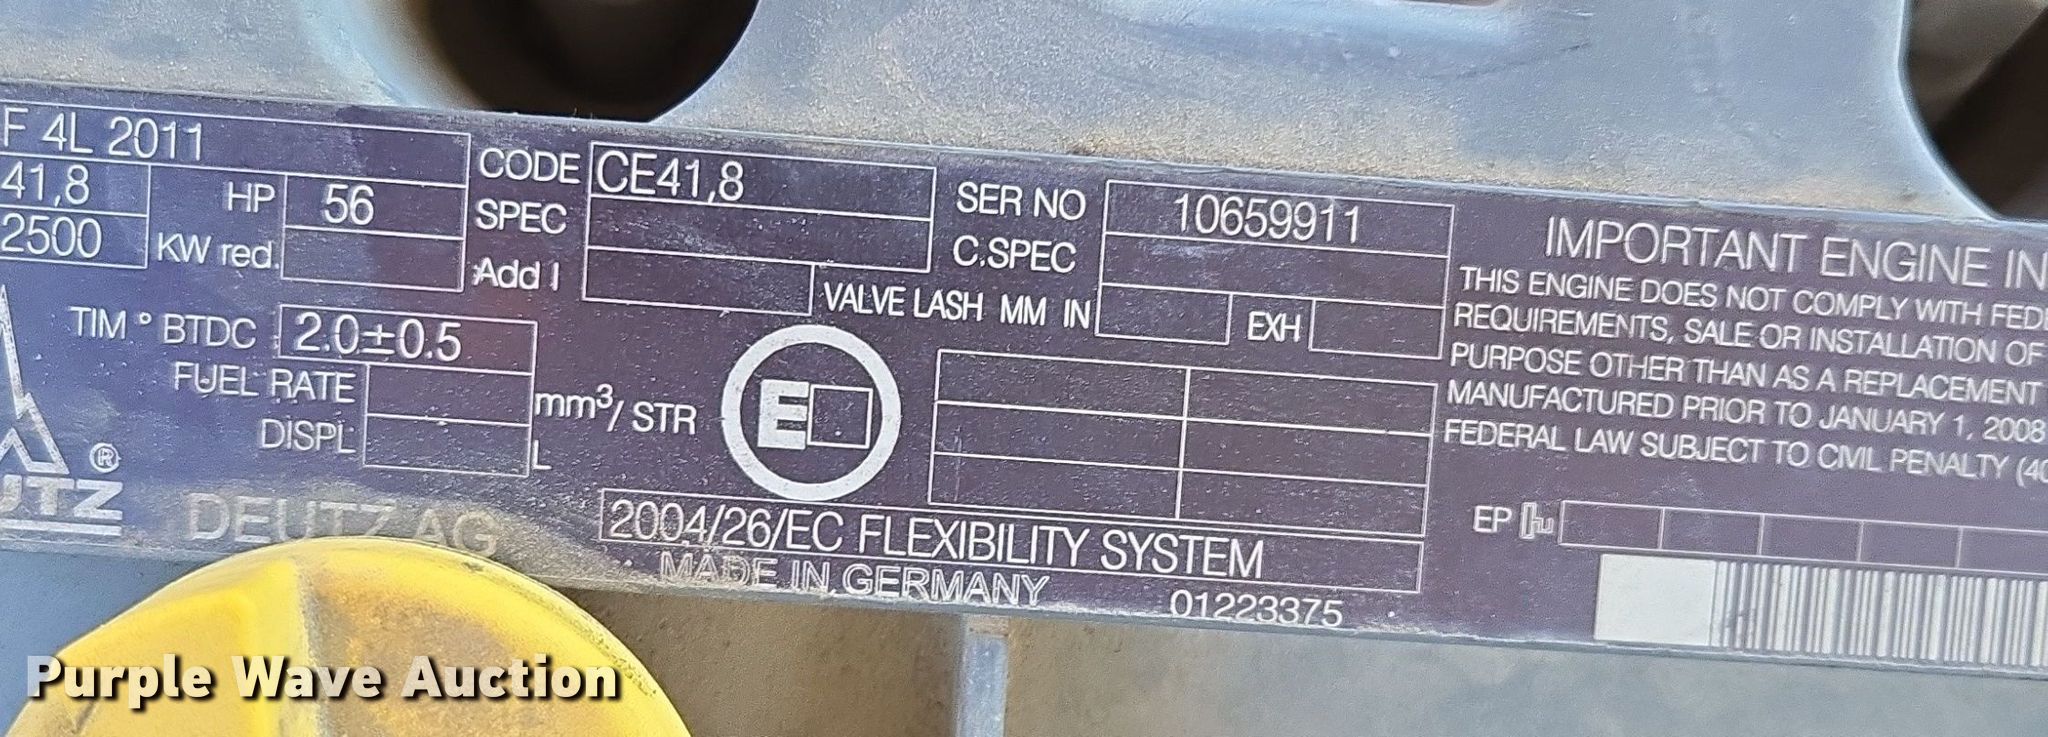 F 4L 2011
41,8 HP 56 CODE CE41,8 SER NO 10659911
2500 KW red. SPEC C.SPEC
Add l VALVE LASH MM IN EXH
TIM ° BTDC 2.0±0.5
FUEL RATE mm³/ STR
DISPL L
E
UTZ ®
DEUTZ AG
2004/26/EC FLEXIBILITY SYSTEM
MADE IN GERMANY 01223375
IMPORTANT ENGINE IN
THIS ENGINE DOES NOT COMPLY WITH FEDE
REQUIREMENTS, SALE OR INSTALLATION OF
PURPOSE OTHER THAN AS A REPLACEMENT
MANUFACTURED PRIOR TO JANUARY 1, 2008
FEDERAL LAW SUBJECT TO CIVIL PENALTY (40
EP
Purple Wave Auction